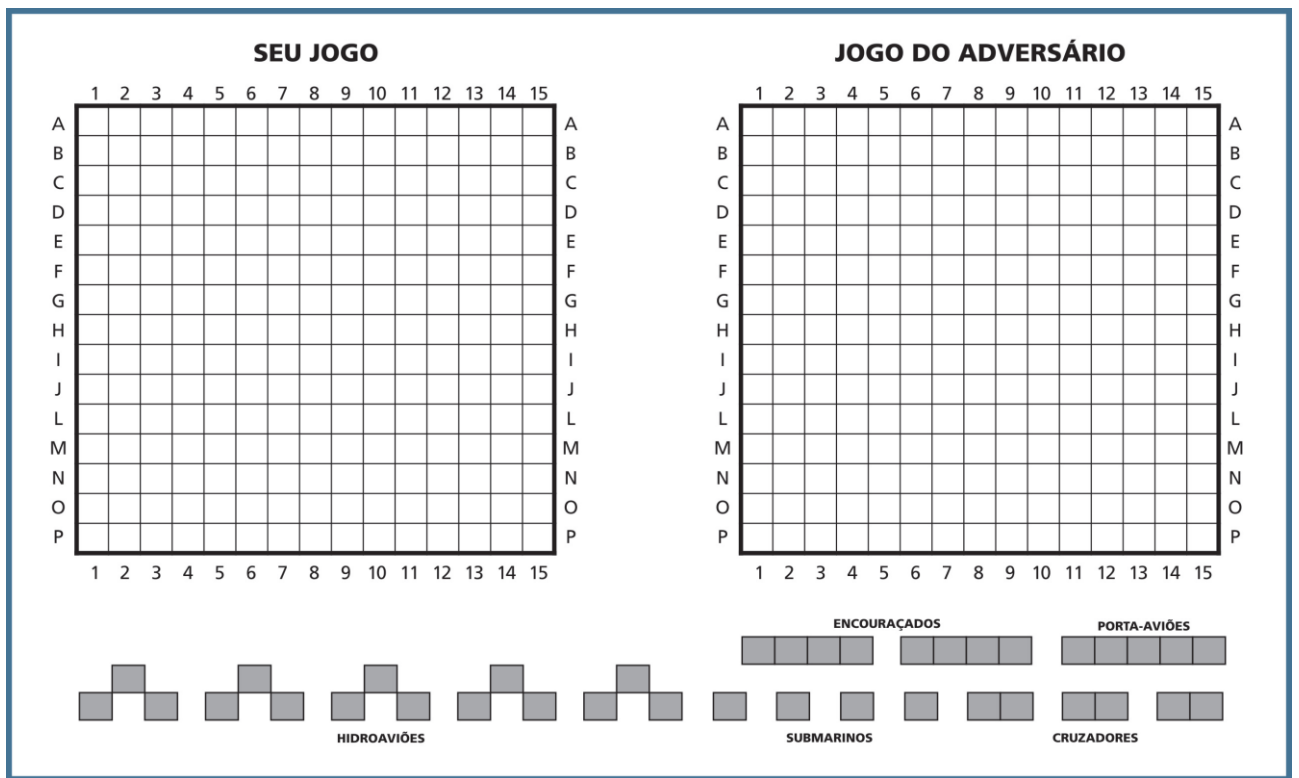 SEU JOGO
1 2 3 4 5 6 7 8 9 10 11 12 13 14 15
A A
B B
C C
D D
E E
F F
G G
H H
I I
J J
L L
M M
N N
O O
P P
1 2 3 4 5 6 7 8 9 10 11 12 13 14 15
JOGO DO ADVERSÁRIO
1 2 3 4 5 6 7 8 9 10 11 12 13 14 15
A A
B B
C C
D D
E E
F F
G G
H H
I I
J J
L L
M M
N N
O O
P P
1 2 3 4 5 6 7 8 9 10 11 12 13 14 15
ENCOURAÇADOS
PORTA-AVIÕES
HIDROAVIÕES
SUBMARINOS
CRUZADORES